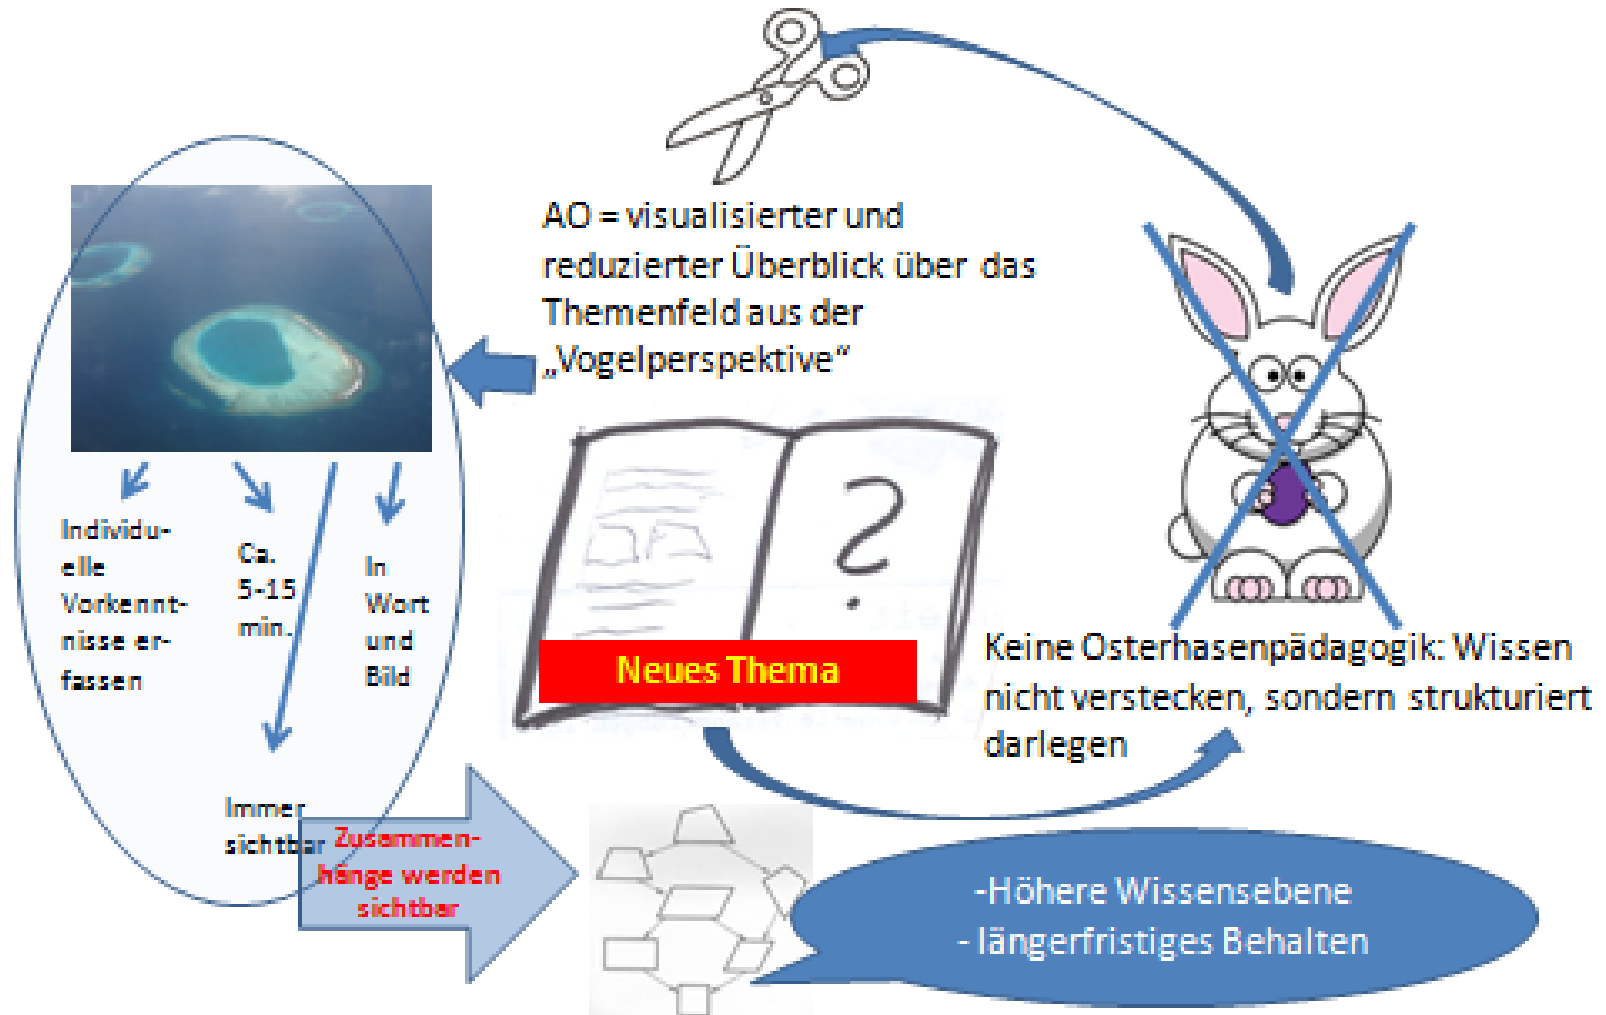 AO = visualisierter und
reduzierter Überblick über das
Themenfeld aus der
„Vogelperspektive“
Individu-
elle
Vorkennt-
nisse er-
fassen
Ca.
5-15
min.
In
Wort
und
Bild
Immer
sichtbar
Neues Thema
Keine Osterhasenpädagogik: Wissen
nicht verstecken, sondern strukturiert
darlegen
Zusammen-
hänge werden
sichtbar
-Höhere Wissensebene
- längerfristiges Behalten